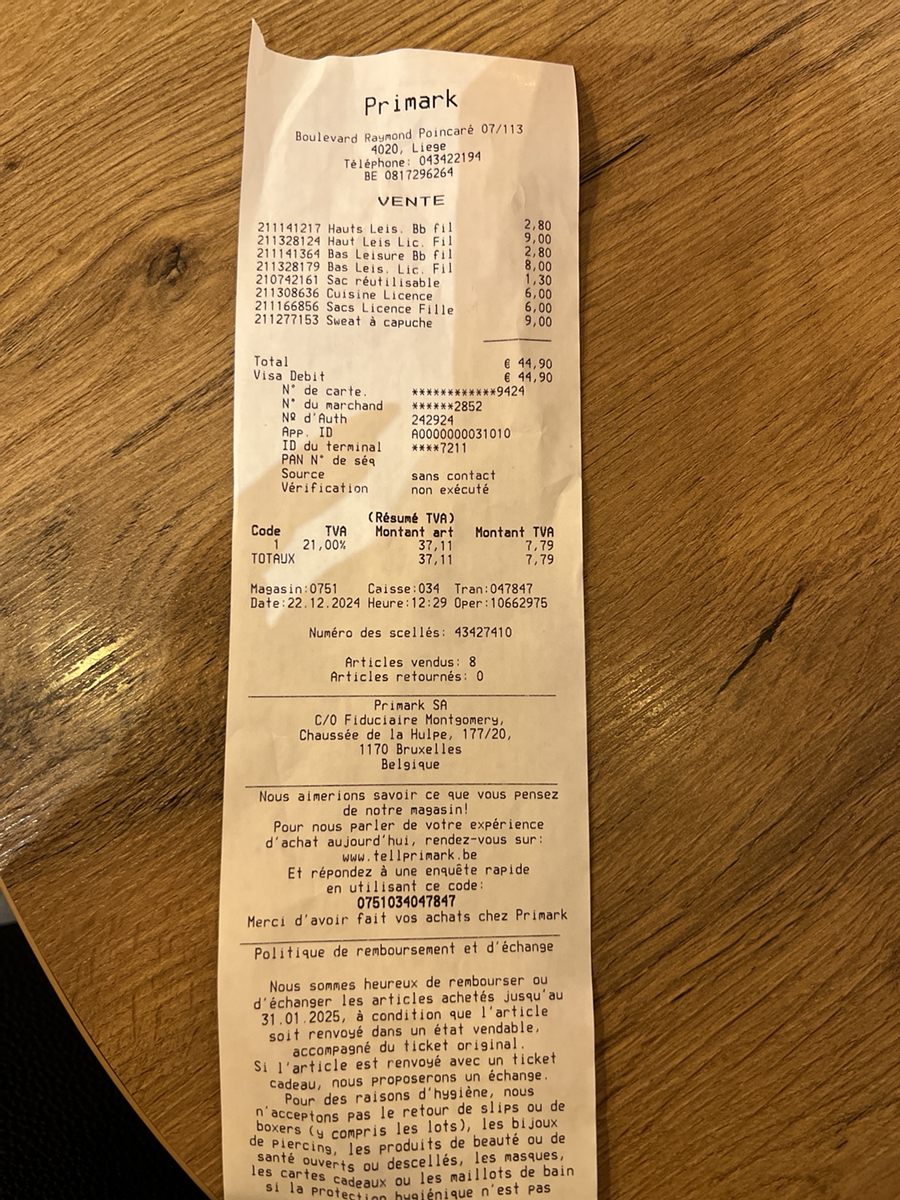 Primark
Boulevard Raymond Poincaré 07/113
4020, Liege
Téléphone: 043422194
BE 0817296264
VENTE
211141217 Hauts Leis. Bb fil 2,80
211328124 Haut Leis Lic. Fil 9,00
211141364 Bas Leisure Bb fil 2,80
211328179 Bas Leis. Lic. Fil 8,00
210742161 Sac réutilisable 1,30
211308636 Cuisine Licence 6,00
211166856 Sacs Licence Fille 6,00
211277153 Sweat à capuche 9,00
Total € 44,90
Visa Debit € 44,90
N° de carte. ************9424
N° du marchand ******2852
Nº d'Auth 242924
App. ID A0000000031010
ID du terminal ****7211
PAN N° de séq
Source sans contact
Vérification non exécuté
(Résumé TVA)
Code TVA Montant art Montant TVA
1 21,00% 37,11 7,79
TOTAUX 37,11 7,79
Magasin:0751 Caisse:034 Tran:047847
Date:22.12.2024 Heure:12:29 Oper:10662975
Numéro des scellés: 43427410
Articles vendus: 8
Articles retournés: 0
Primark SA
C/O Fiduciaire Montgomery,
Chaussée de la Hulpe, 177/20,
1170 Bruxelles
Belgique
Nous aimerions savoir ce que vous pensez
de notre magasin!
Pour nous parler de votre expérience
d'achat aujourd'hui, rendez-vous sur:
www.tellprimark.be
Et répondez à une enquête rapide
en utilisant ce code:
0751034047847
Merci d'avoir fait vos achats chez Primark
Politique de remboursement et d'échange
Nous sommes heureux de rembourser ou
d'échanger les articles achetés jusqu'au
31.01.2025, à condition que l'article
soit renvoyé dans un état vendable,
accompagné du ticket original.
Si l'article est renvoyé avec un ticket
cadeau, nous proposerons un échange.
Pour des raisons d'hygiène, nous
n'acceptons pas le retour de slips ou de
boxers (y compris les lots), les bijoux
de piercing, les produits de beauté ou de
santé ouverts ou descellés, les masques,
les cartes cadeaux ou les maillots de bain
si la protection hygiénique n'est pas